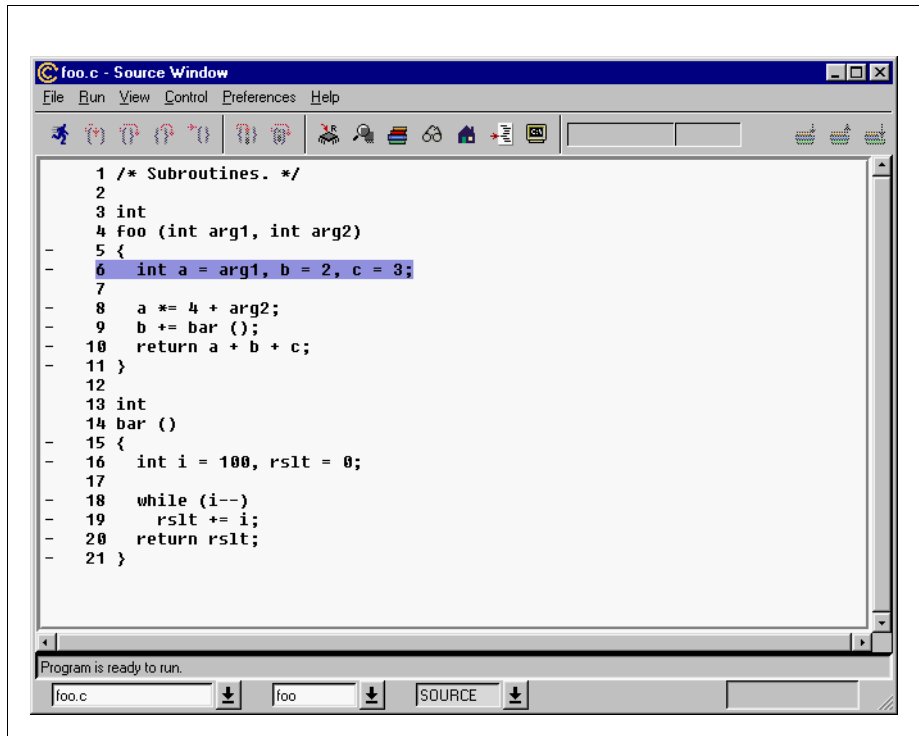 foo.c - Source Window
File Run View Control Preferences Help
1 /* Subroutines. */
2
3 int
4 foo (int arg1, int arg2)
- 5 {
- 6   int a = arg1, b = 2, c = 3;
7
- 8   a *= 4 + arg2;
- 9   b += bar ();
- 10   return a + b + c;
- 11 }
12
13 int
14 bar ()
- 15 {
- 16   int i = 100, rslt = 0;
17
- 18   while (i--)
- 19     rslt += i;
- 20   return rslt;
- 21 }
Program is ready to run.
foo.c foo SOURCE